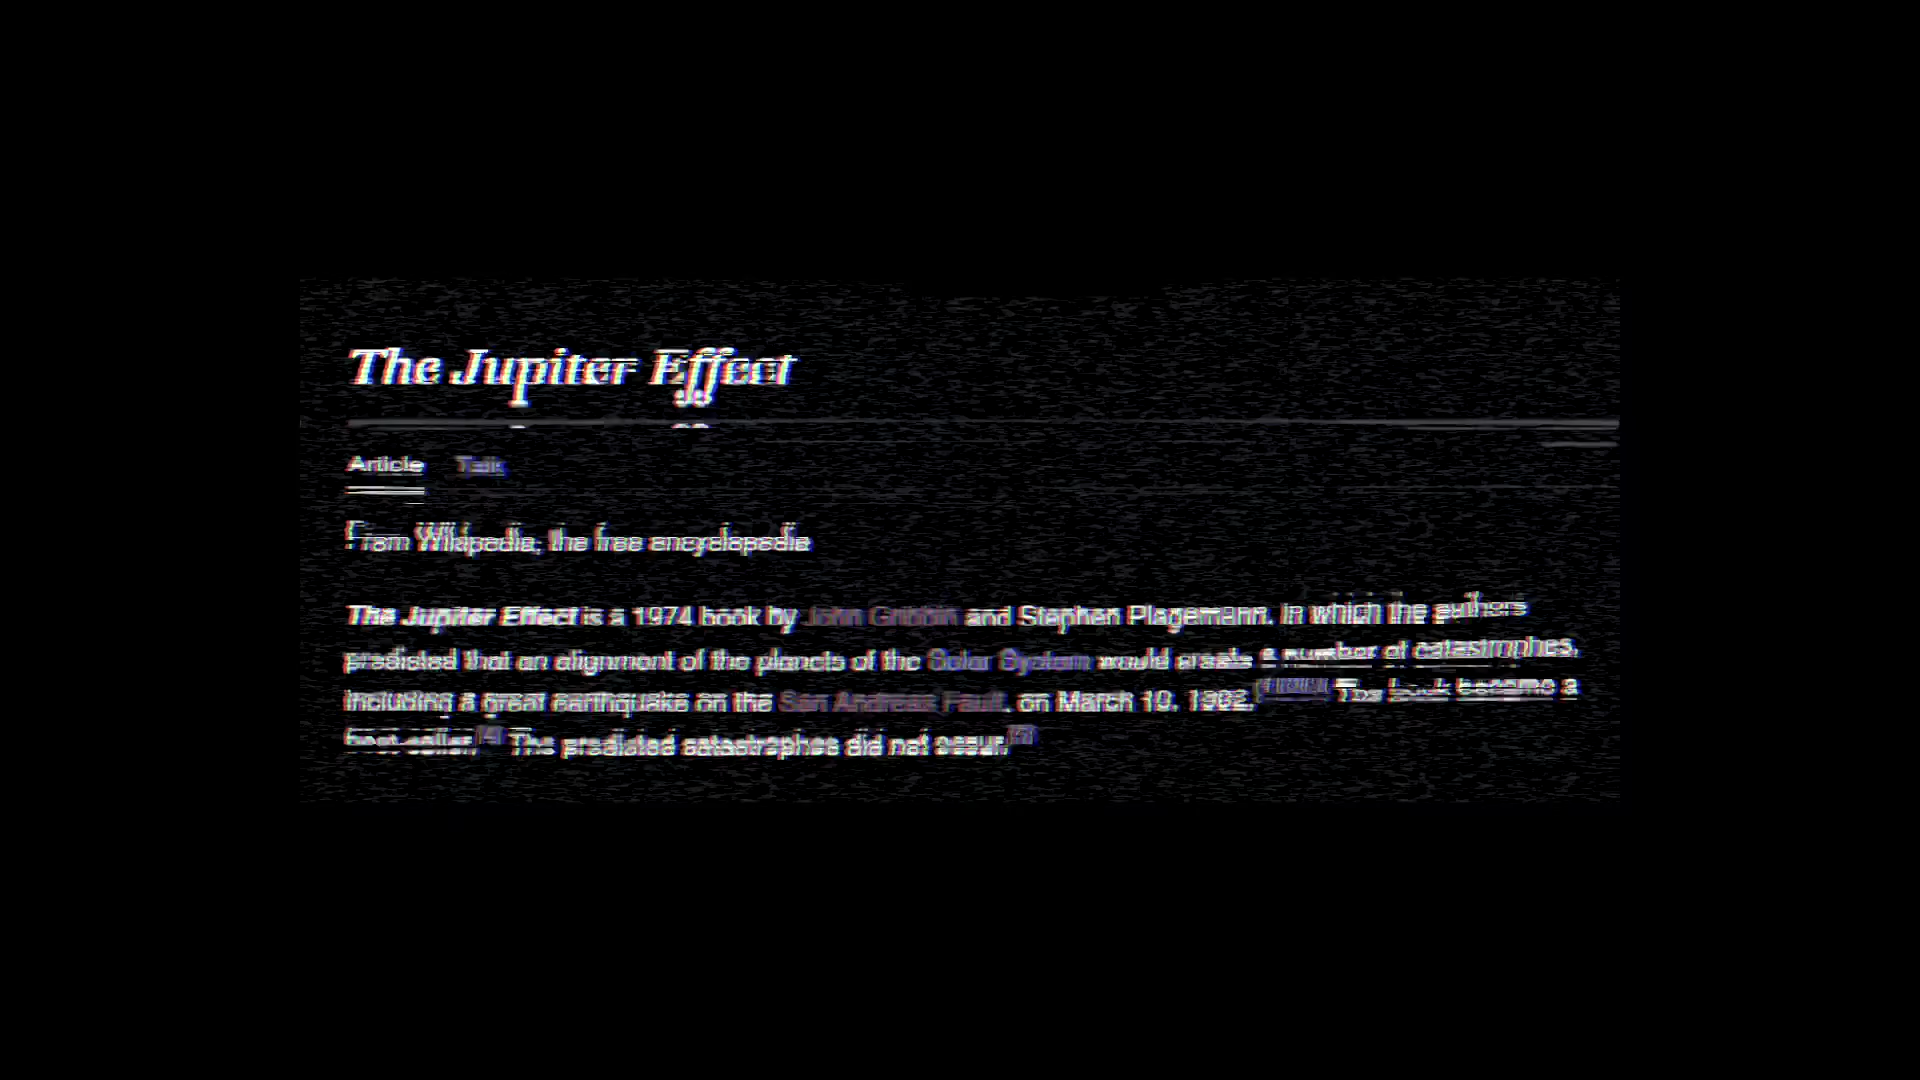 The Jupiter Effect
Article Talk
From Wikipedia, the free encyclopedia
The Jupiter Effect is a 1974 book by John Gribbin and Stephen Plagemann, in which the authors
predicted that an alignment of the planets of the Solar System would create a number of catastrophes,
including a great earthquake on the San Andreas Fault, on March 10, 1982. The book became a
best-seller. The predicted catastrophes did not occur.